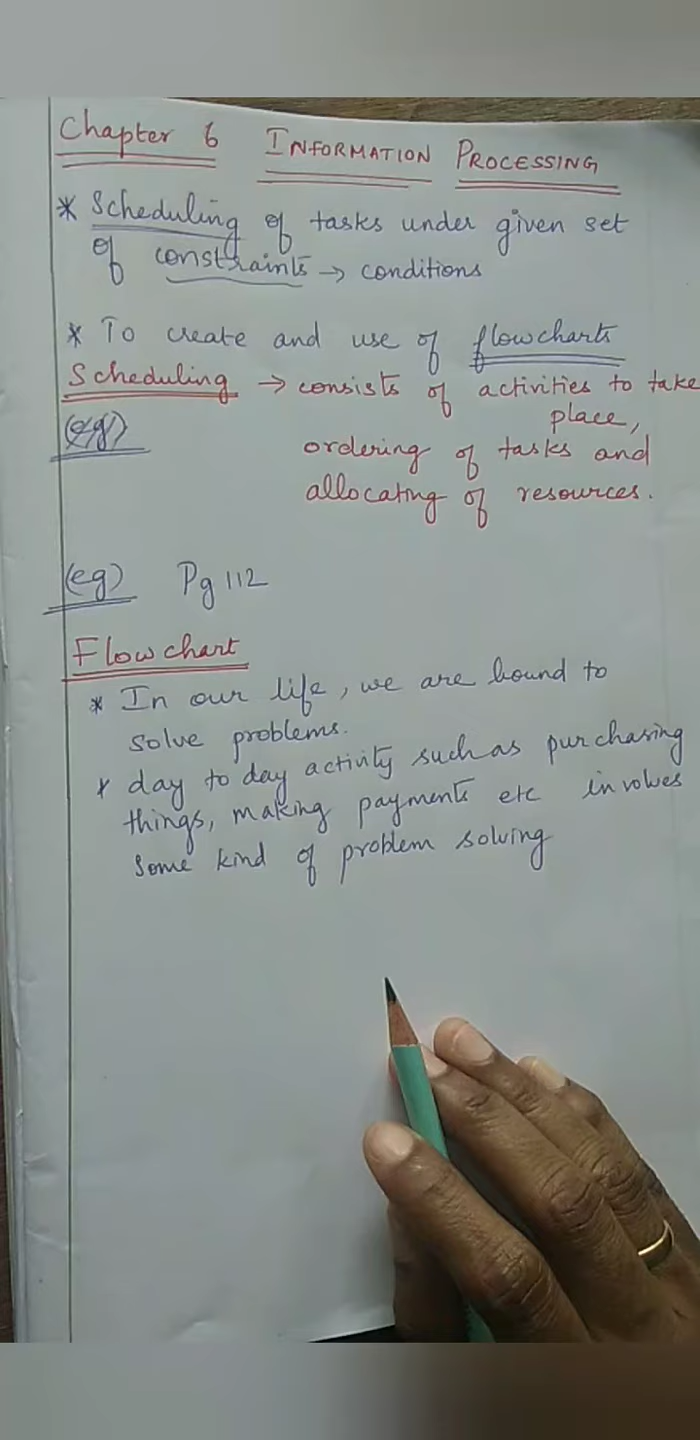 Chapter 6 INFORMATION PROCESSING
* Scheduling of tasks under given set
of constraints → conditions
* To create and use of flowcharts
Scheduling → consists of activities to take
place,
(eg)
ordering of tasks and
allocating of resources.
(eg) Pg 112
Flowchart
* In our life, we are bound to
solve problems.
* day to day activity such as purchasing
things, making payments etc involves
some kind of problem solving